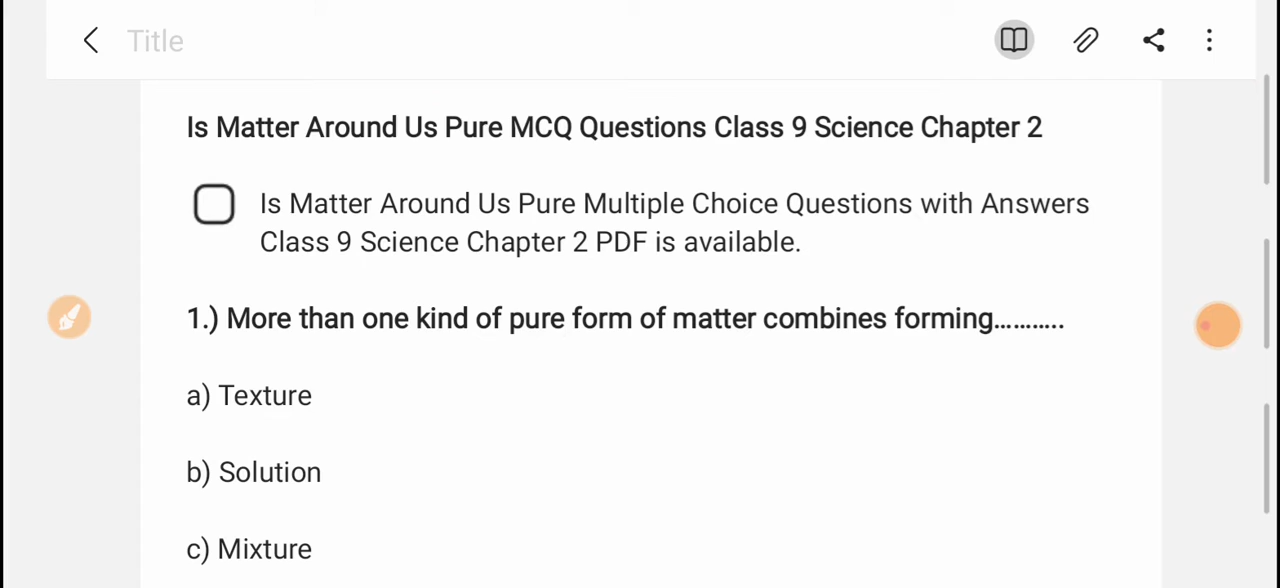 Title
Is Matter Around Us Pure MCQ Questions Class 9 Science Chapter 2
Is Matter Around Us Pure Multiple Choice Questions with Answers
Class 9 Science Chapter 2 PDF is available.
1.) More than one kind of pure form of matter combines forming...........
a) Texture
b) Solution
c) Mixture